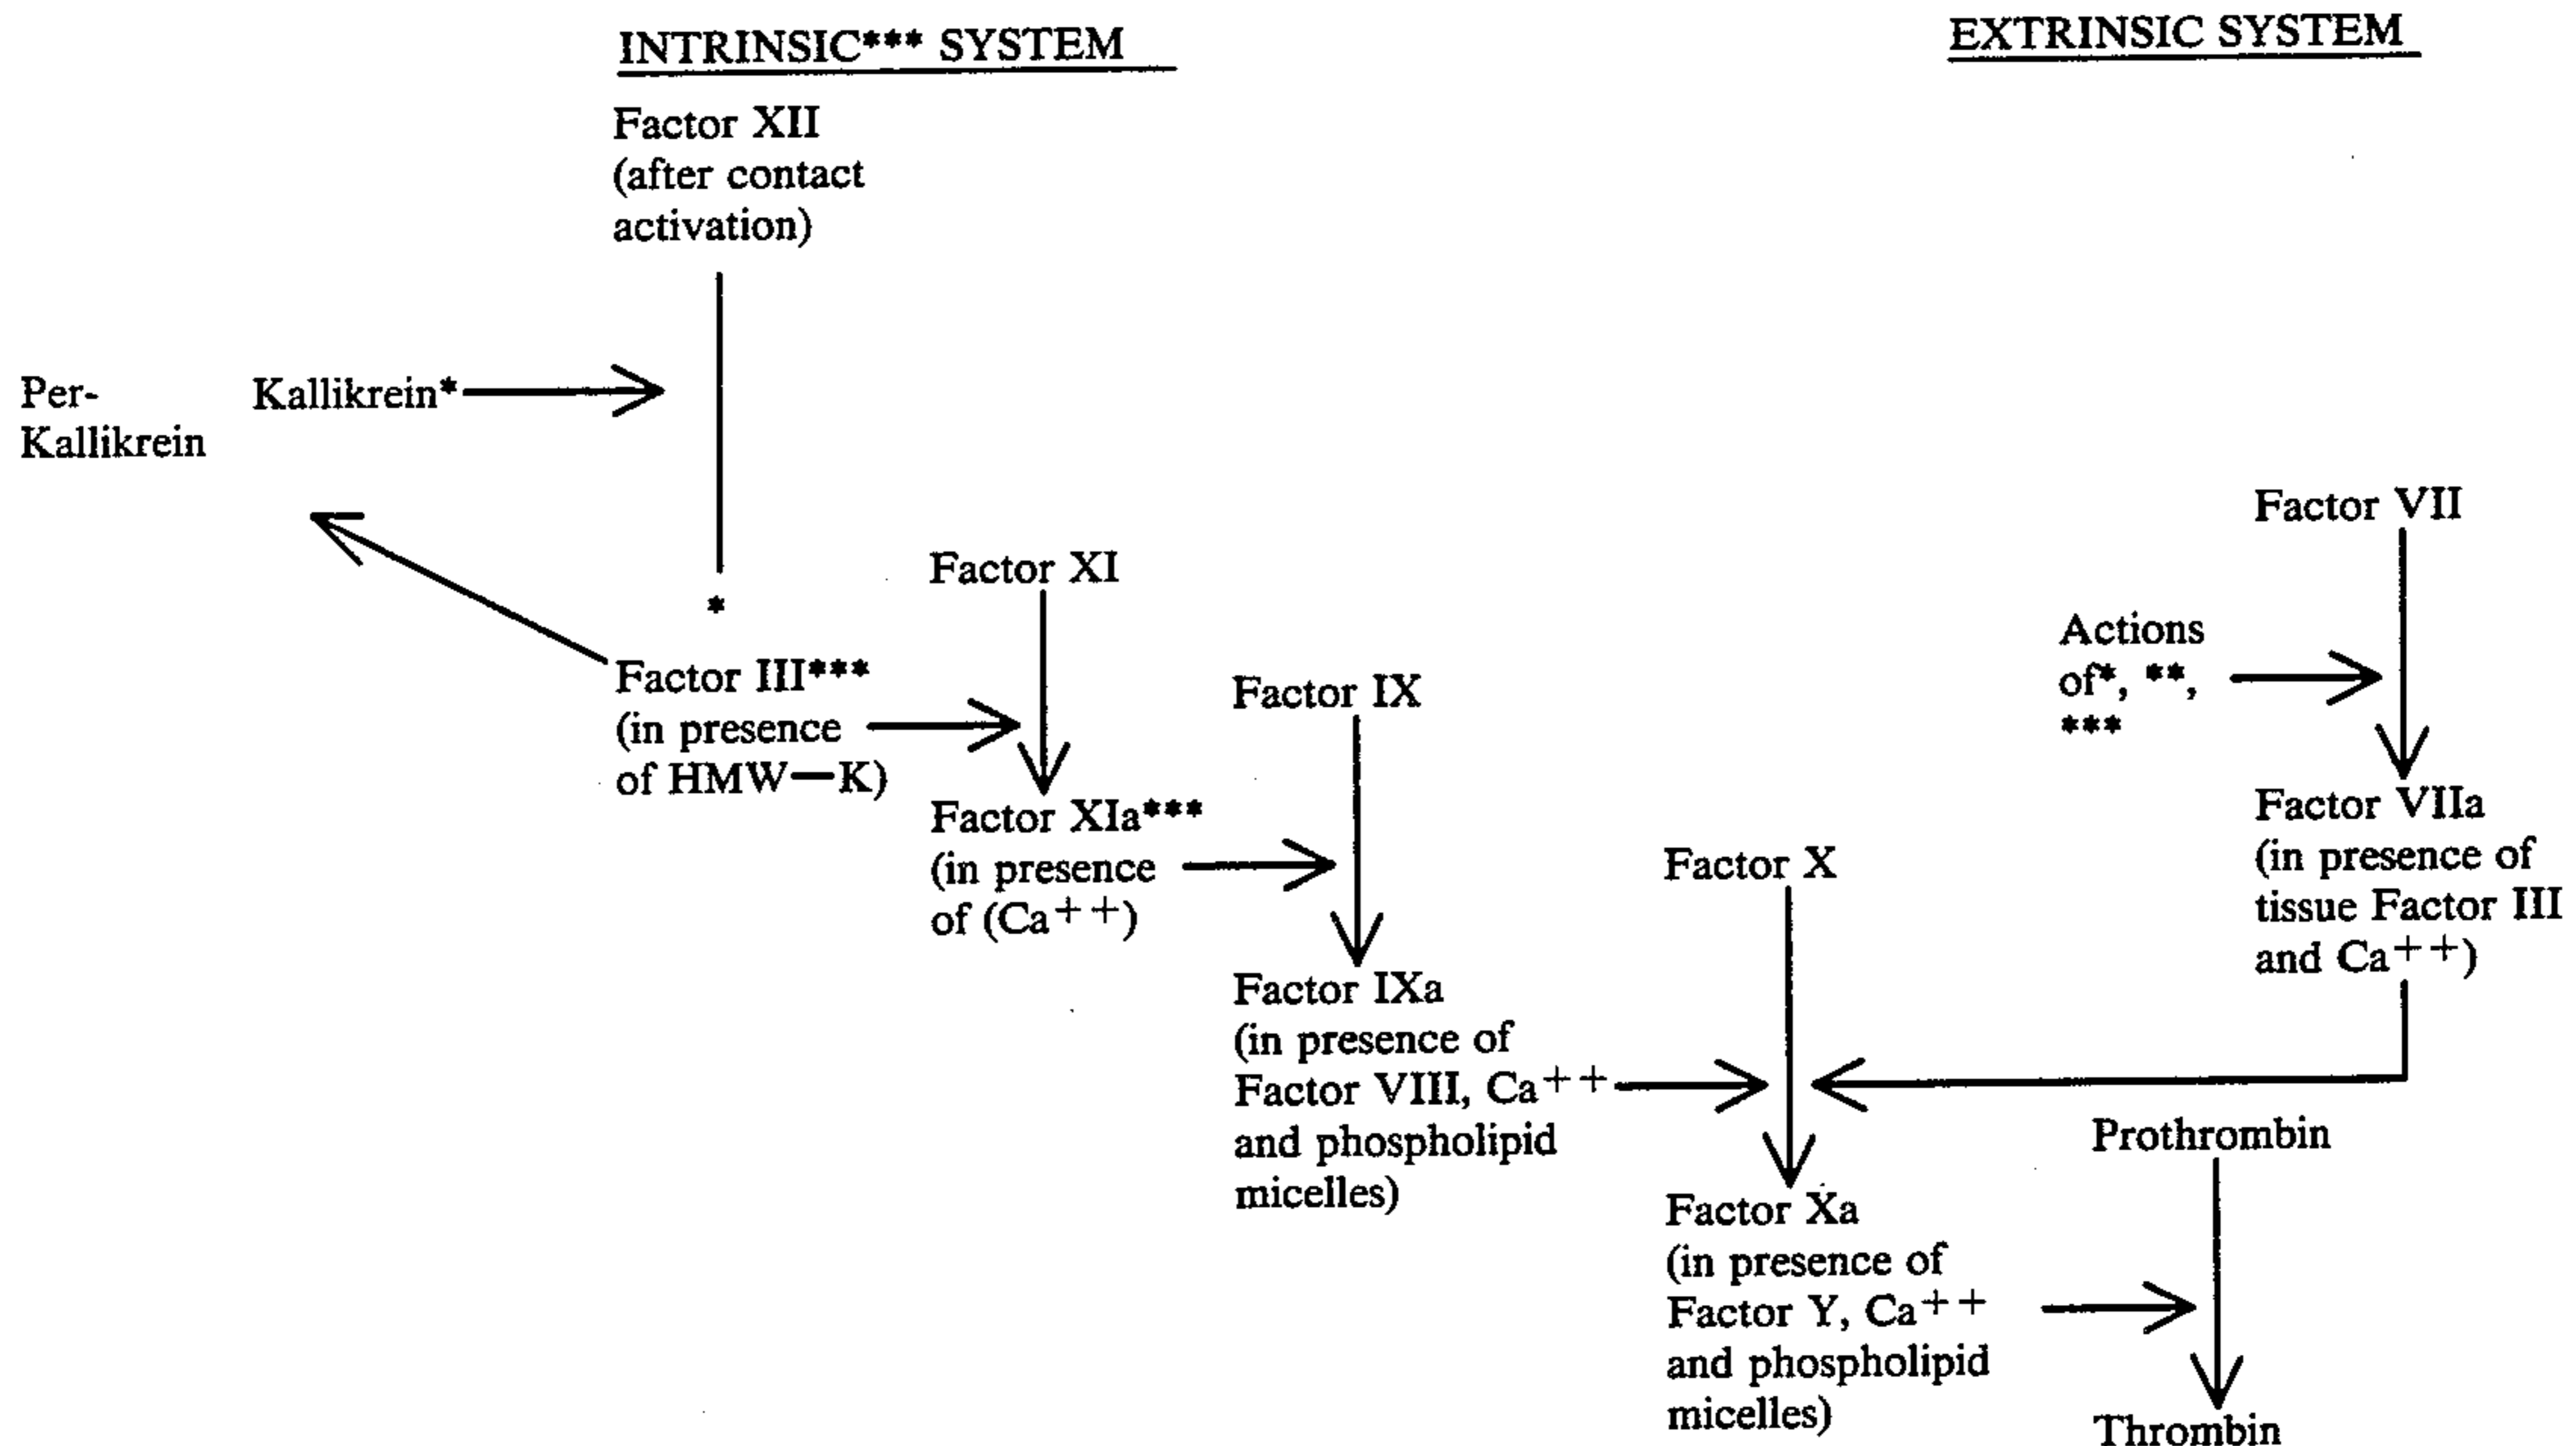 INTRINSIC*** SYSTEM
EXTRINSIC SYSTEM
Factor XII
(after contact
activation)
Per-
Kallikrein
Kallikrein*
*
Factor III***
(in presence
of HMW—K)
Factor XI
Factor XIa***
(in presence
of (Ca++)
Factor IX
Factor IXa
(in presence of
Factor VIII, Ca++
and phospholipid
micelles)
Factor X
Factor Xa
(in presence of
Factor Y, Ca++
and phospholipid
micelles)
Factor VII
Actions
of*, **,
***
Factor VIIa
(in presence of
tissue Factor III
and Ca++)
Prothrombin
Thrombin